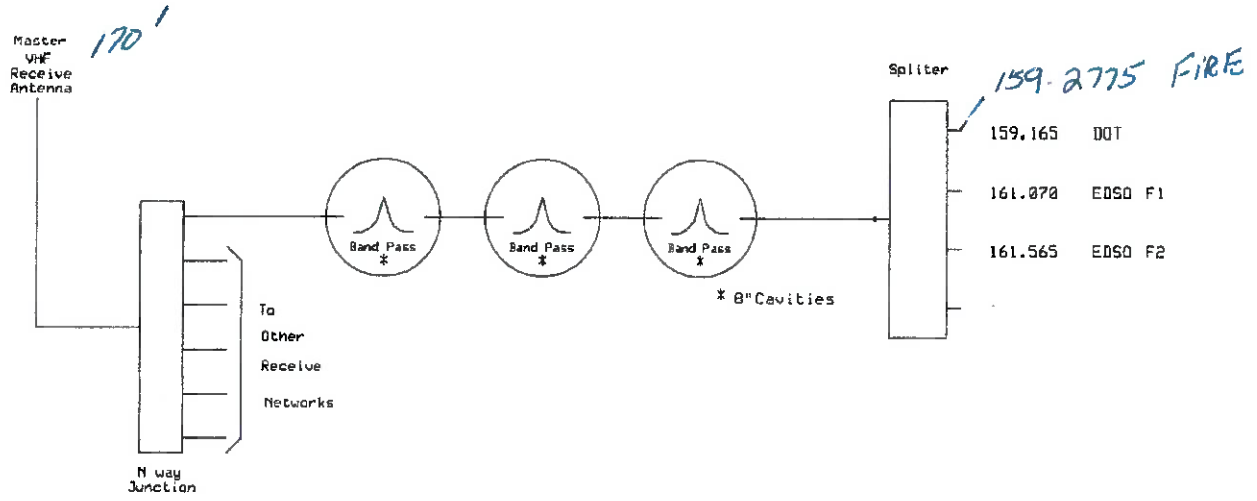 170'
Master
VHF
Receive
Antenna
Spliter
159.2775 FiRE
159.165 DOT
161.070 EDSO F1
161.565 EDSO F2
Band Pass
*
Band Pass
*
Band Pass
*
* 8" Cavities
To
Other
Receive
Networks
N way
Junction